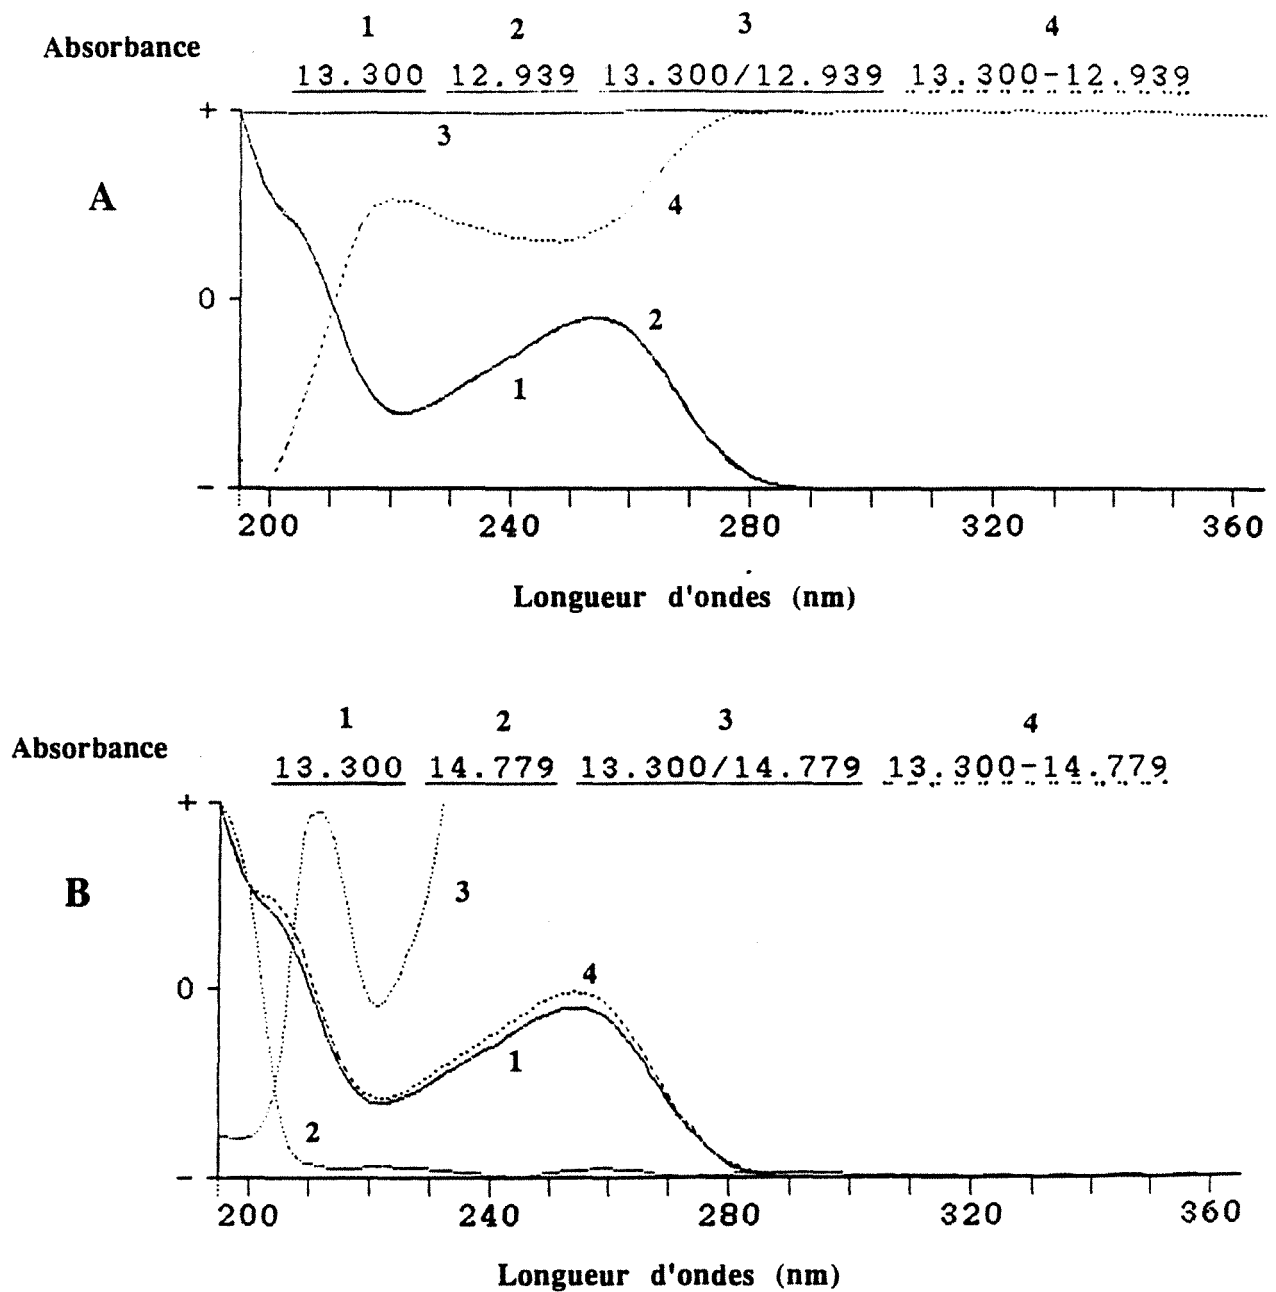 1 2 3 4
Absorbance
13.300 12.939 13.300/12.939 13.300-12.939
+
3
A
4
0
2
1
-
200 240 280 320 360
Longueur d'ondes (nm)
1 2 3 4
Absorbance
13.300 14.779 13.300/14.779 13.300-14.779
+
B
3
4
0
1
2
-
200 240 280 320 360
Longueur d'ondes (nm)